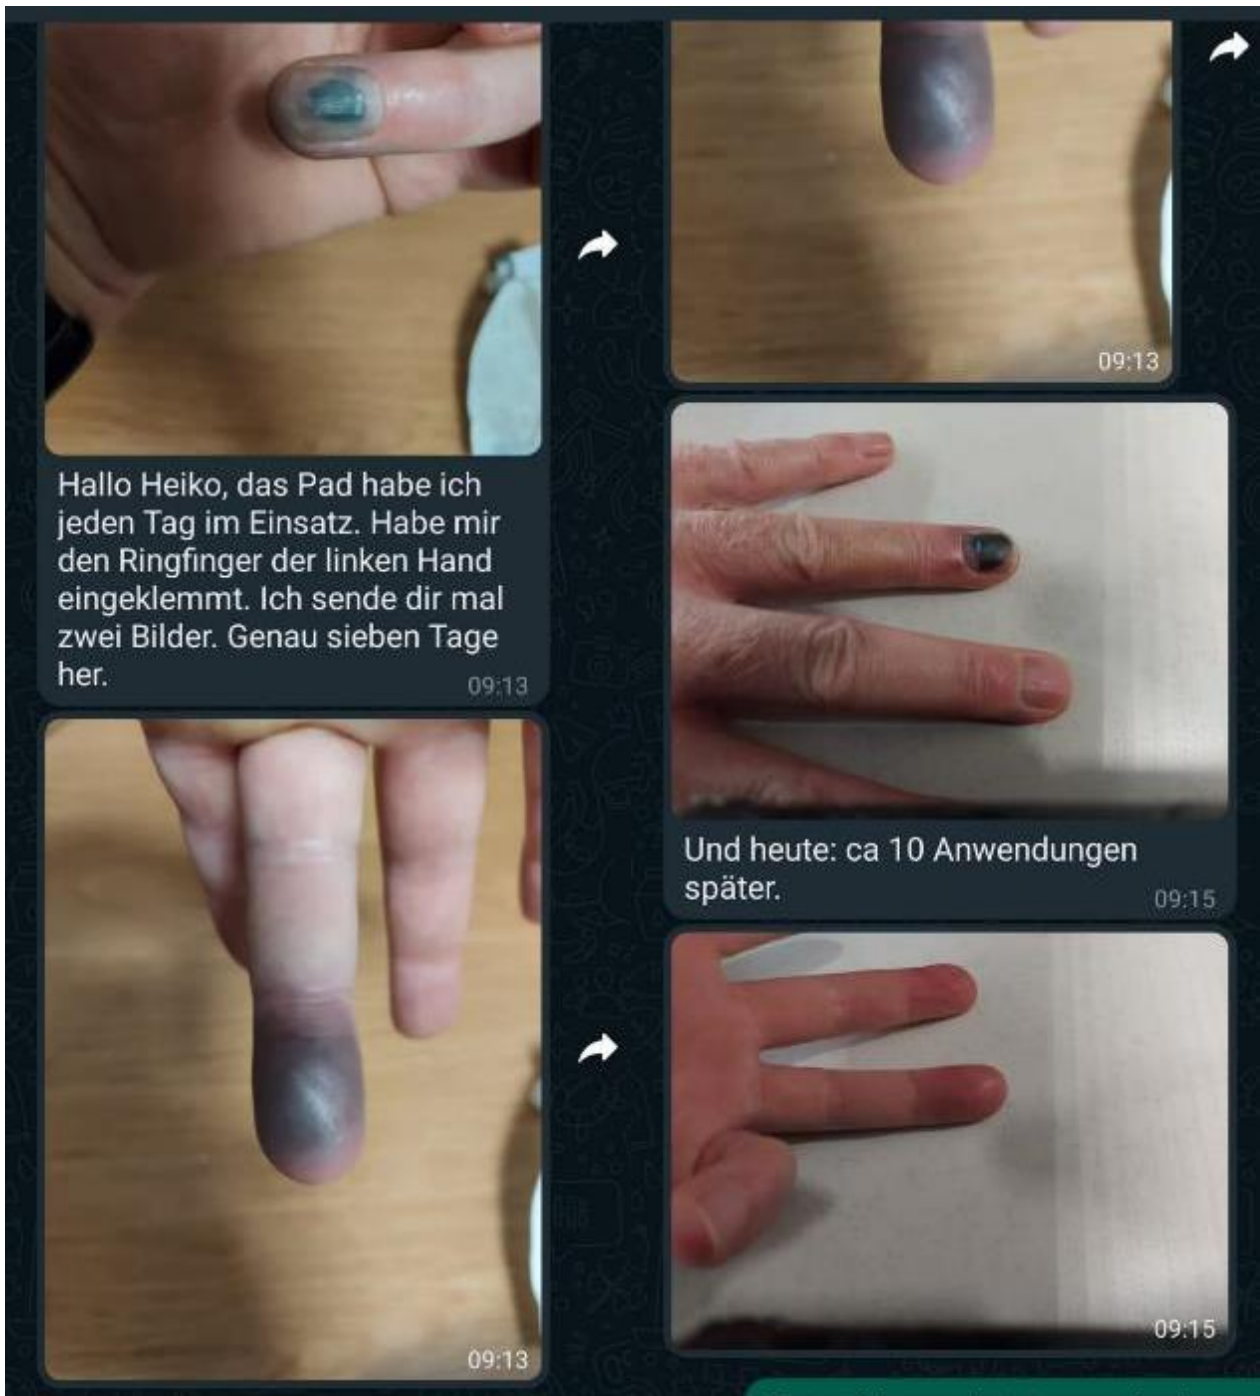 Hallo Heiko, das Pad habe ich
jeden Tag im Einsatz. Habe mir
den Ringfinger der linken Hand
eingeklemmt. Ich sende dir mal
zwei Bilder. Genau sieben Tage
her.
09:13
09:13
09:13
Und heute: ca 10 Anwendungen
später.
09:15
09:15